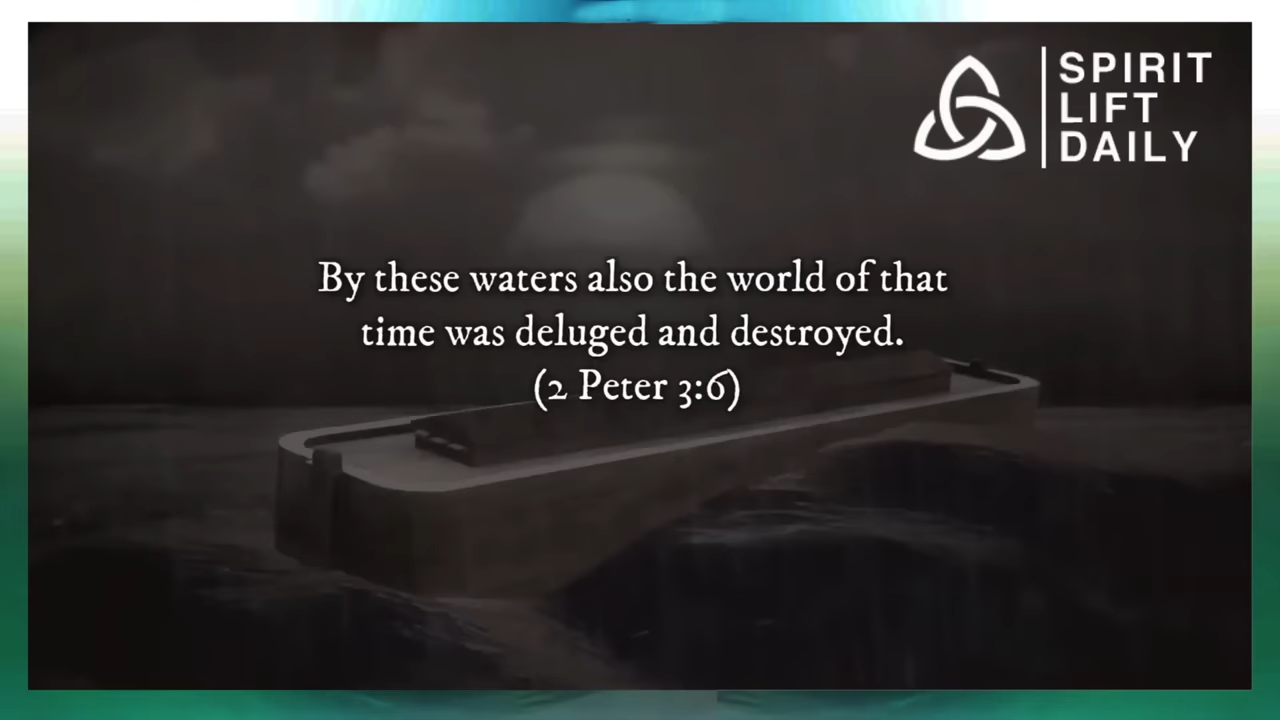 SPIRIT
LIFT
DAILY
By these waters also the world of that
time was deluged and destroyed.
(2 Peter 3:6)